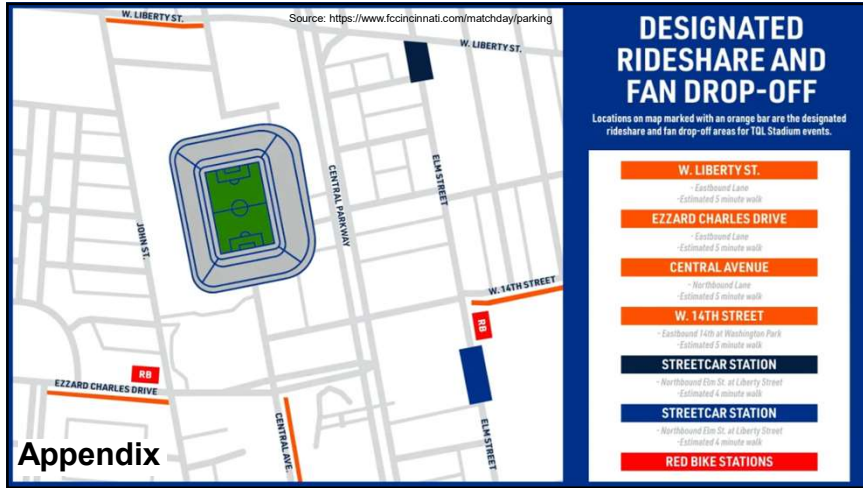 W. LIBERTY ST.
Source: https://www.fccincinnati.com/matchday/parking
W. LIBERTY ST.
ELM STREET
CENTRAL PARKWAY
JOHN ST.
W. 14TH STREET
RB
RB
EZZARD CHARLES DRIVE
CENTRAL AVE.
ELM STREET
Appendix
DESIGNATED
RIDESHARE AND
FAN DROP-OFF
Locations on map marked with an orange bar are the designated
rideshare and fan drop-off areas for TQL Stadium events.
W. LIBERTY ST.
- Eastbound Lane
-Estimated 5 minute walk
EZZARD CHARLES DRIVE
- Eastbound Lane
-Estimated 5 minute walk
CENTRAL AVENUE
- Northbound Lane
-Estimated 5 minute walk
W. 14TH STREET
- Eastbound 14th at Washington Park
-Estimated 5 minute walk
STREETCAR STATION
- Northbound Elm St. at Liberty Street
-Estimated 4 minute walk
STREETCAR STATION
- Northbound Elm St. at Liberty Street
-Estimated 4 minute walk
RED BIKE STATIONS